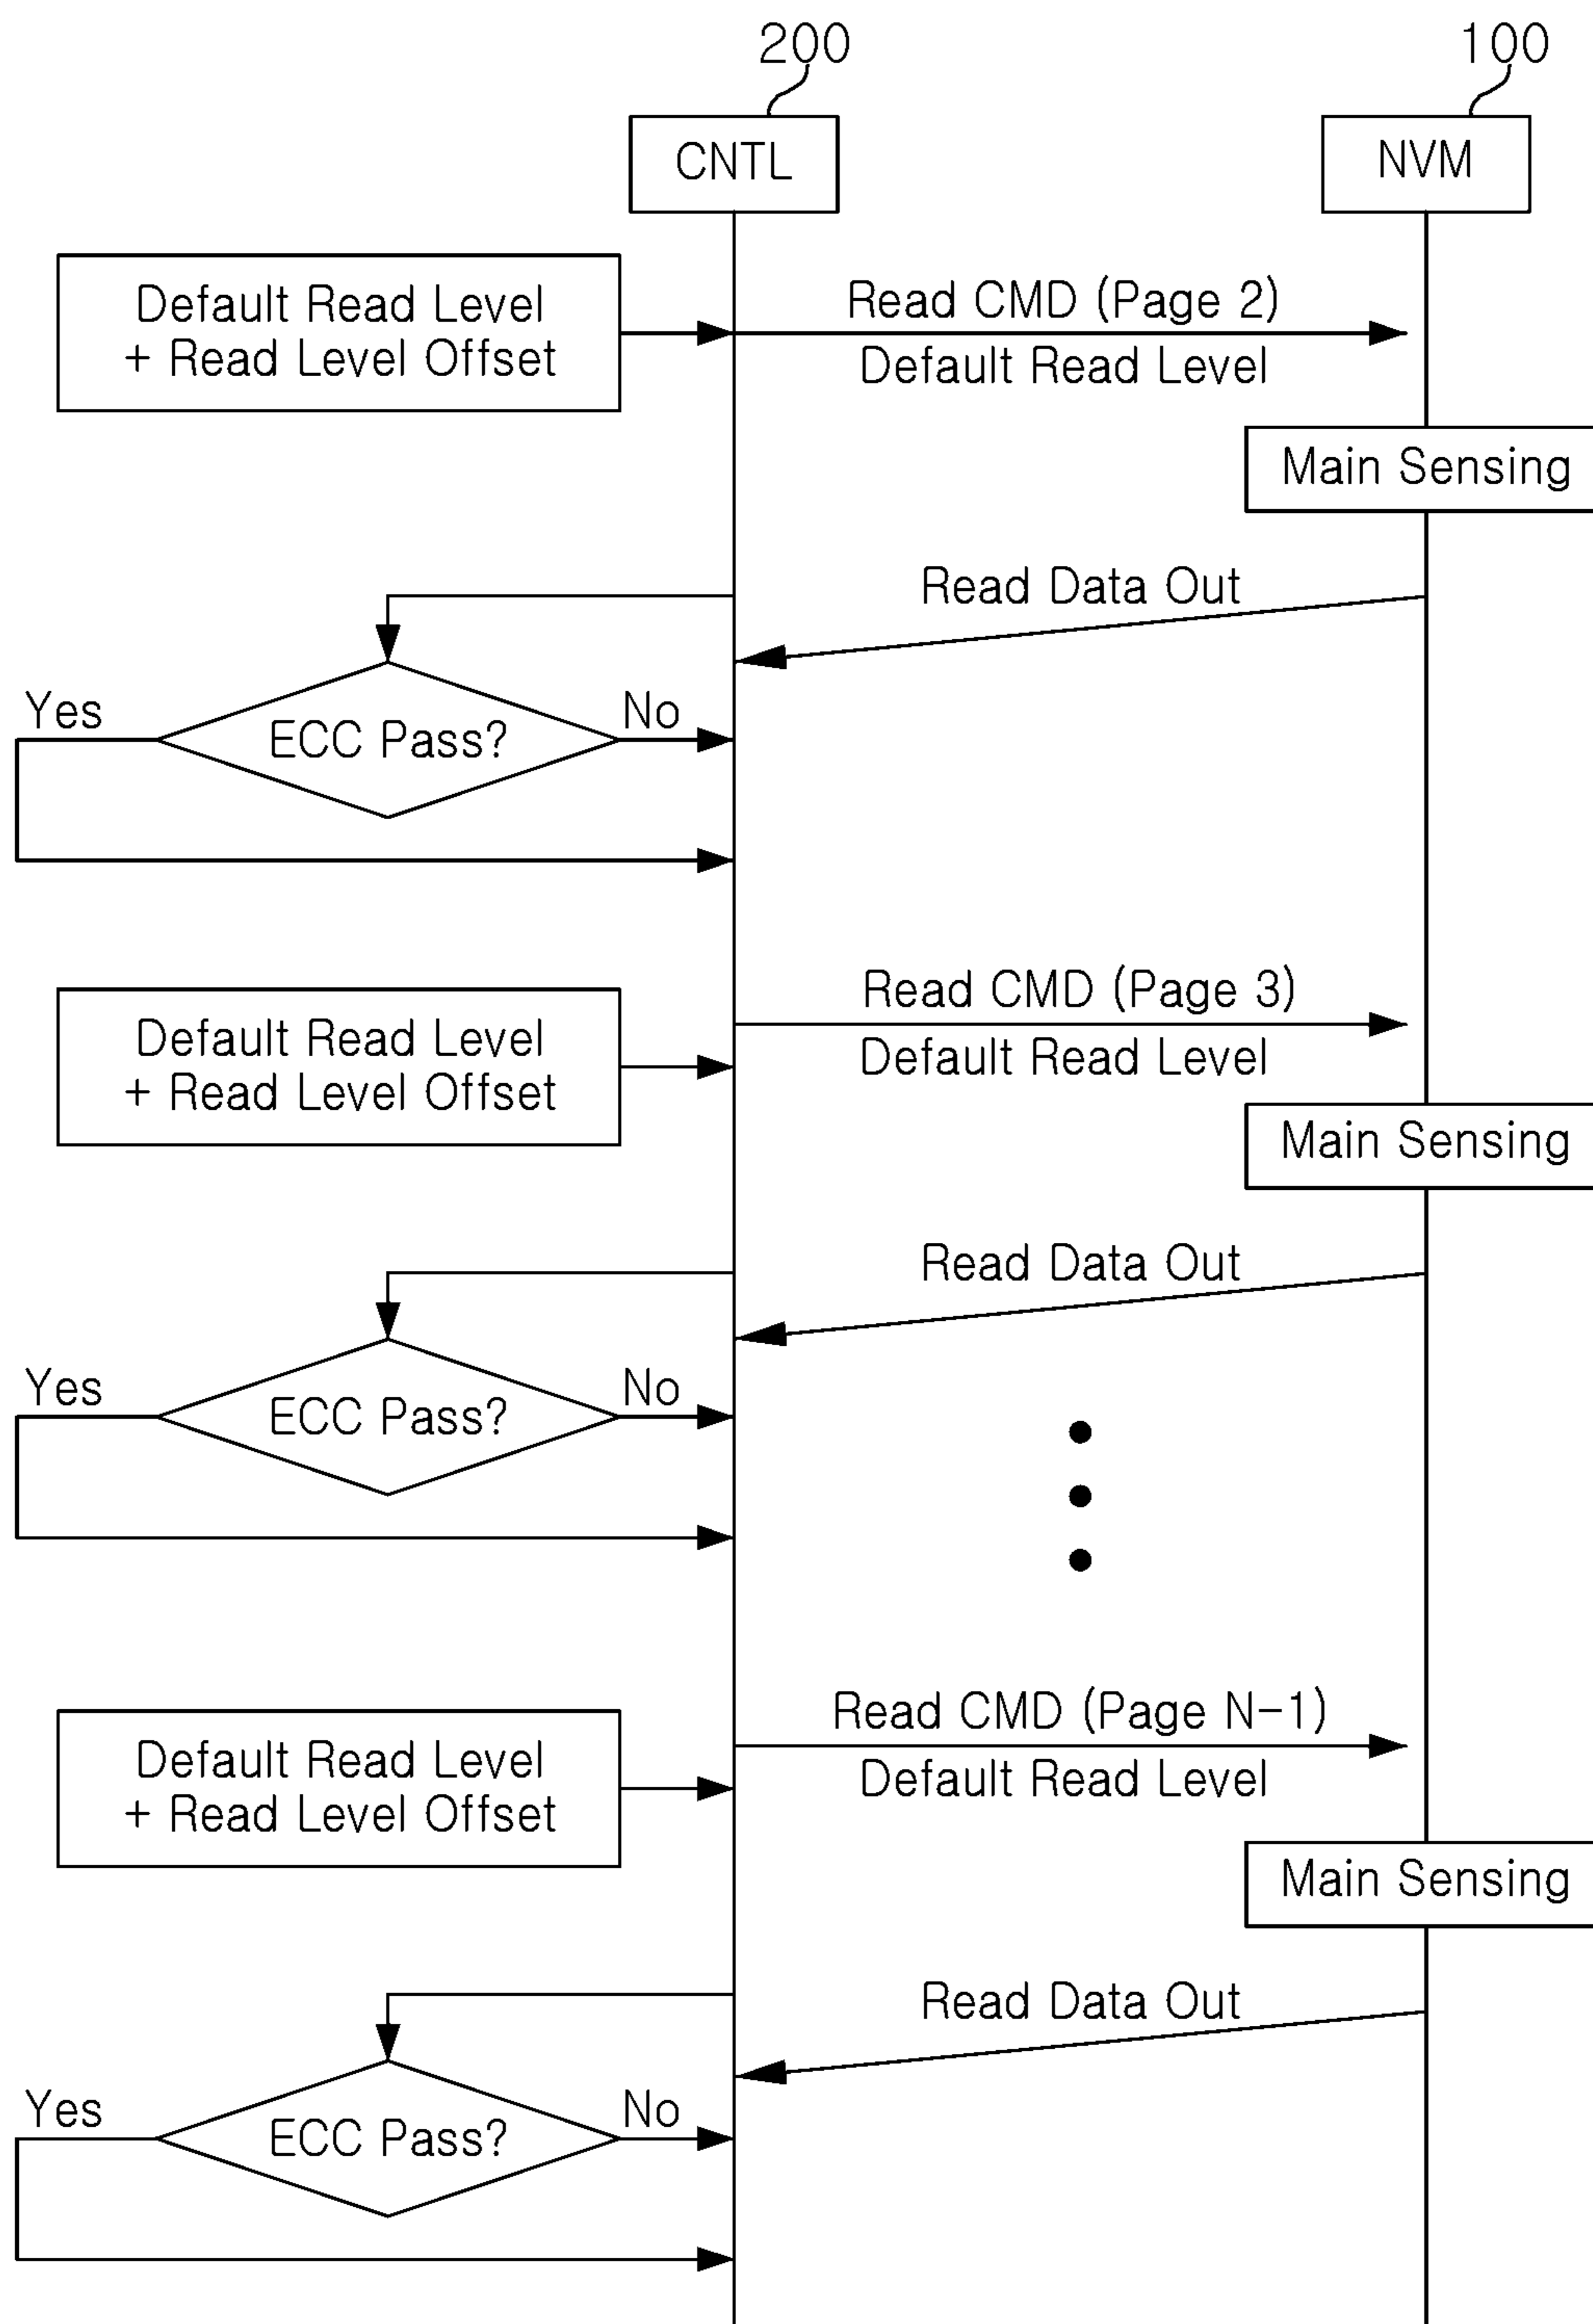 200
100
CNTL
NVM
Default Read Level
+ Read Level Offset
Read CMD (Page 2)
Default Read Level
Main Sensing
Read Data Out
Yes
ECC Pass?
No
Read CMD (Page 3)
Default Read Level
+ Read Level Offset
Default Read Level
Main Sensing
Read Data Out
Yes
ECC Pass?
No
Read CMD (Page N-1)
Default Read Level
+ Read Level Offset
Default Read Level
Main Sensing
Read Data Out
Yes
ECC Pass?
No